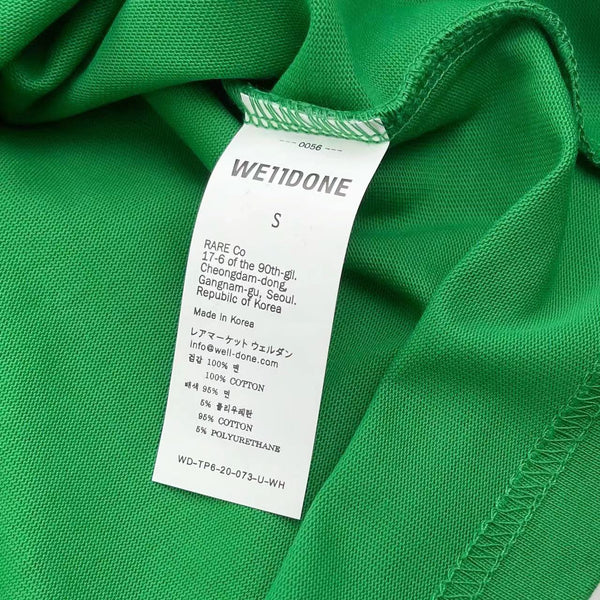 --- 0056 ---
WE11DONE
S
RARE Co
17-6 of the 90th-gil.
Cheongdam-dong,
Gangnam-gu, Seoul.
Republic of Korea
Made in Korea
レアマーケット ウェルダン
info@well-done.com
겉감 100% 면
100% COTTON
배색 95% 면
5% 폴리우레탄
95% COTTON
5% POLYURETHANE
WD-TP6-20-073-U-WH